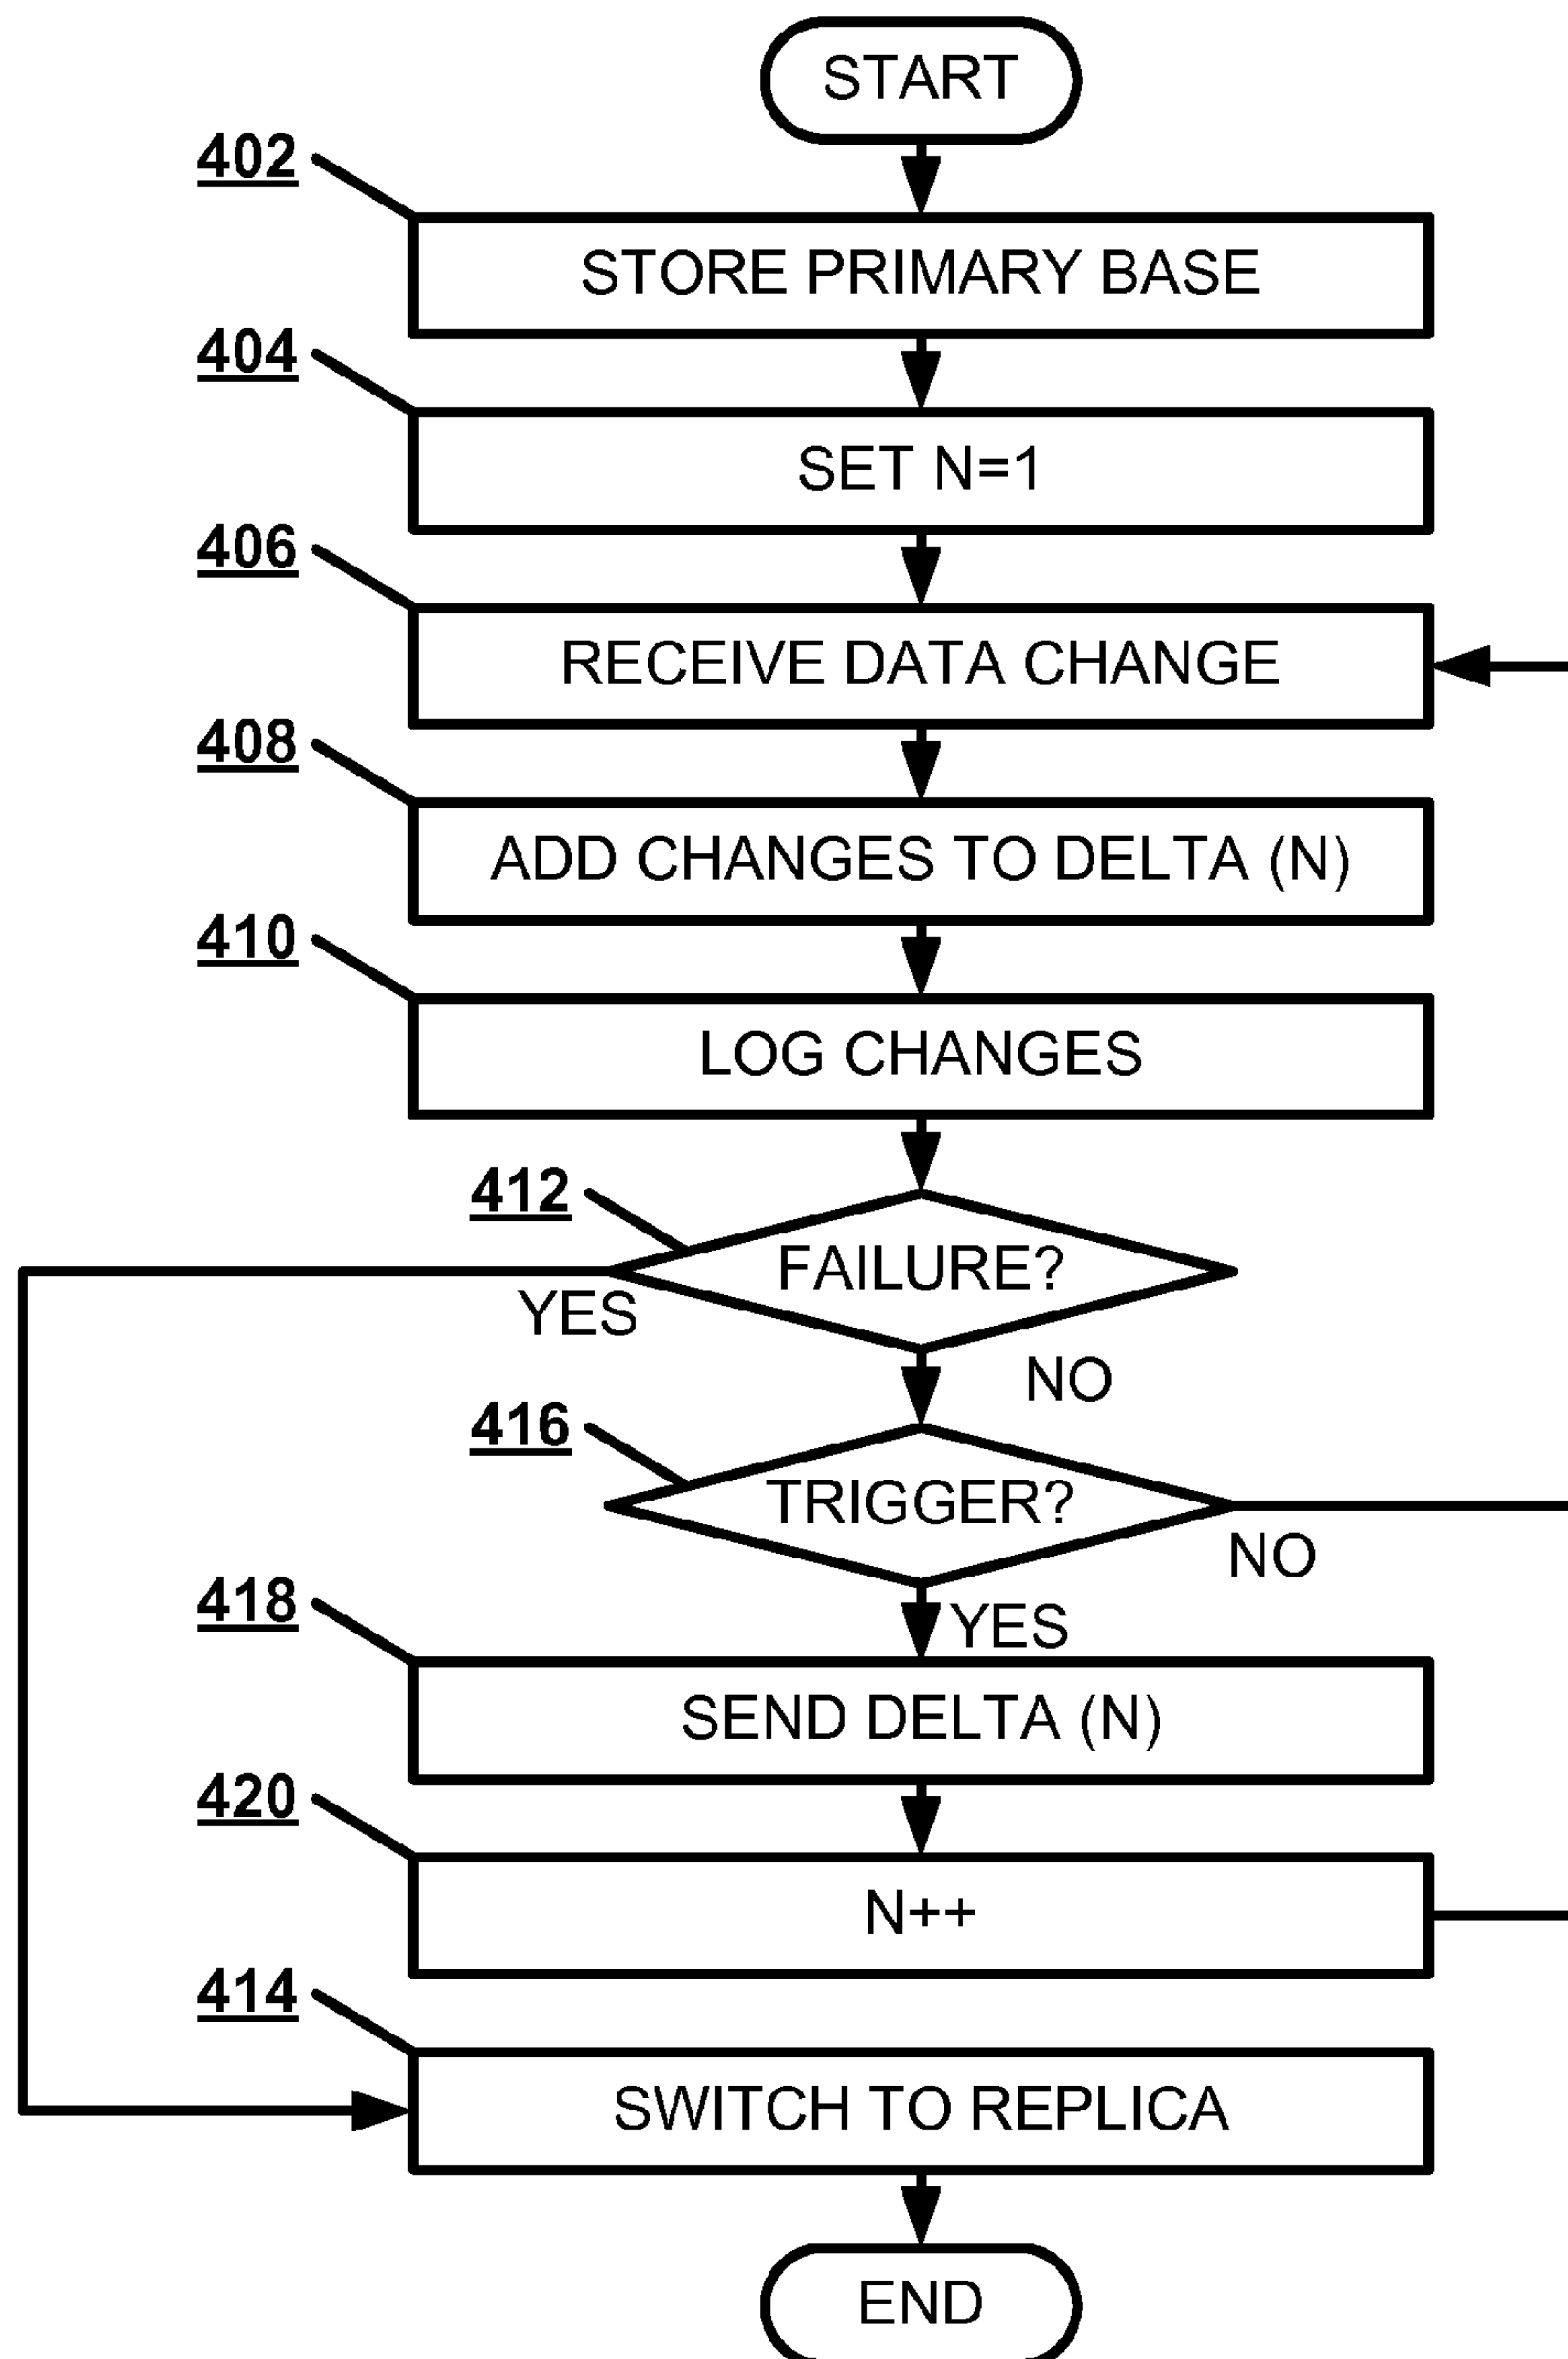 START
402
STORE PRIMARY BASE
404
SET N=1
406
RECEIVE DATA CHANGE
408
ADD CHANGES TO DELTA (N)
410
LOG CHANGES
412
FAILURE?
YES
NO
416
TRIGGER?
NO
YES
418
SEND DELTA (N)
420
N++
414
SWITCH TO REPLICA
END